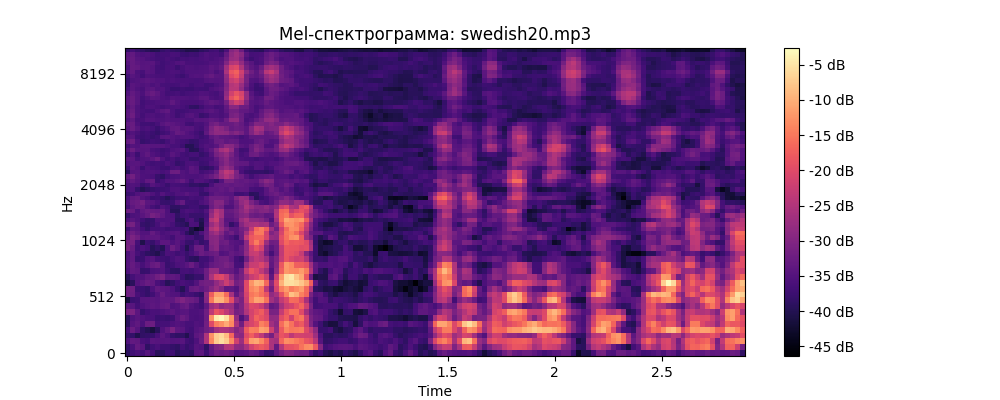 Mel-спектрограмма: swedish20.mp3
8192
4096
2048
1024
512
0
Hz
0
0.5
1
1.5
2
2.5
Time
-5 dB
-10 dB
-15 dB
-20 dB
-25 dB
-30 dB
-35 dB
-40 dB
-45 dB